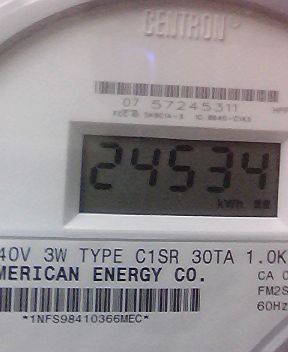 CENTRON®
07 57245311
24534
kWh
40V 3W TYPE C1SR 30TA 1.0K
MERICAN ENERGY CO.
CA 0
FM2S
60Hz
*1NFS98410366MEC*